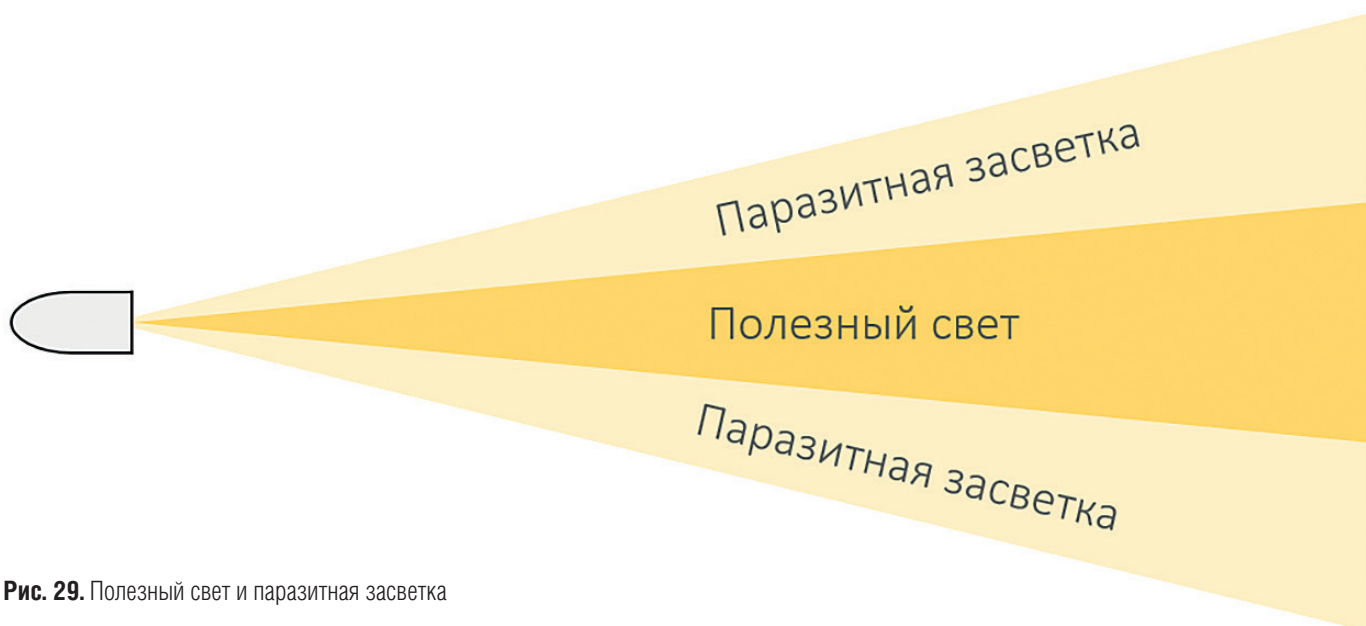 Паразитная засветка
Полезный свет
Паразитная засветка
Рис. 29. Полезный свет и паразитная засветка